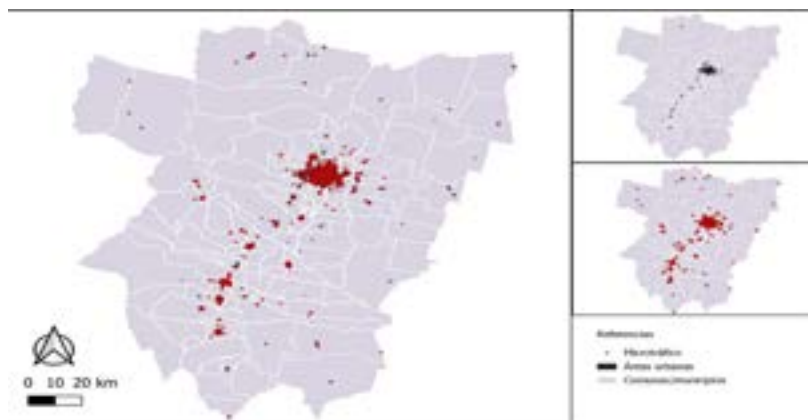 0 10 20 km
Referencias
Microtráfico
Áreas urbanas
Comunas/municipios